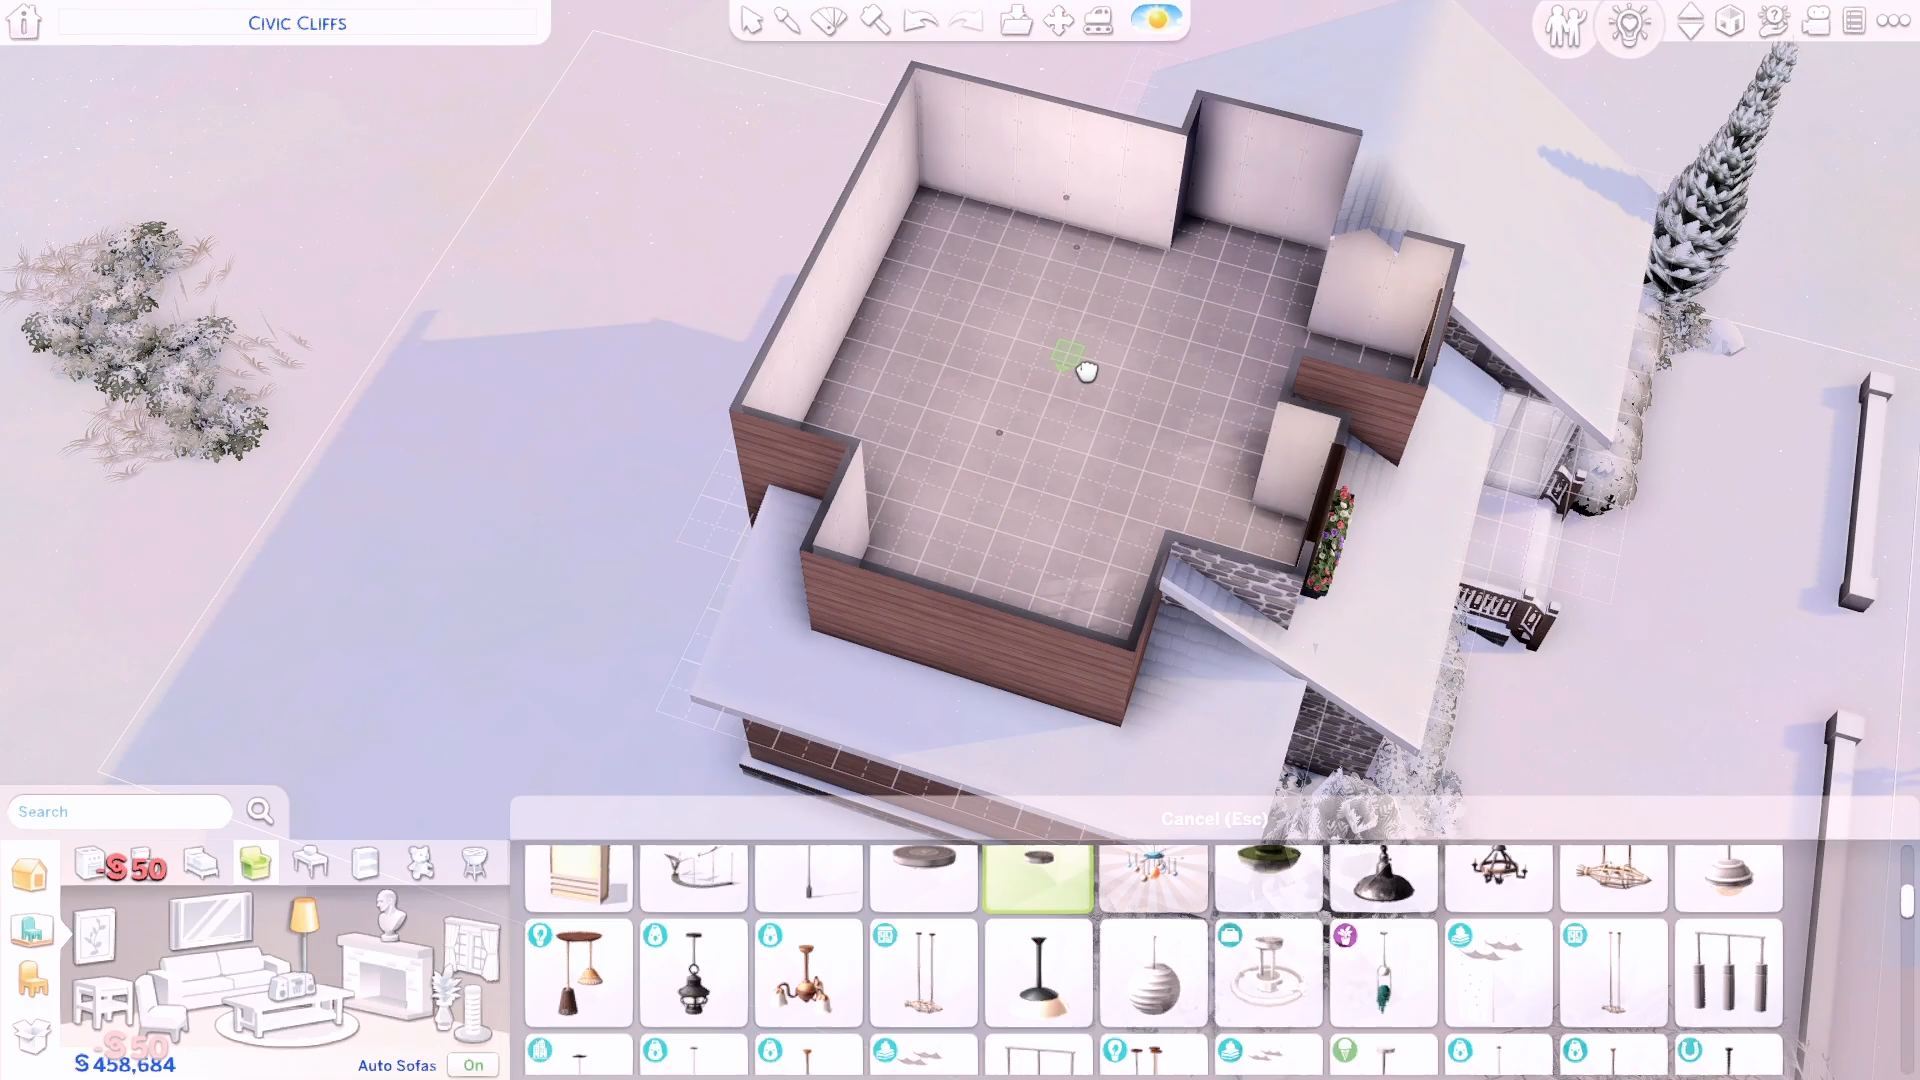 Civic Cliffs
Search
Cancel (Esc)
-§50
-§50
§458,684
Auto Sofas On